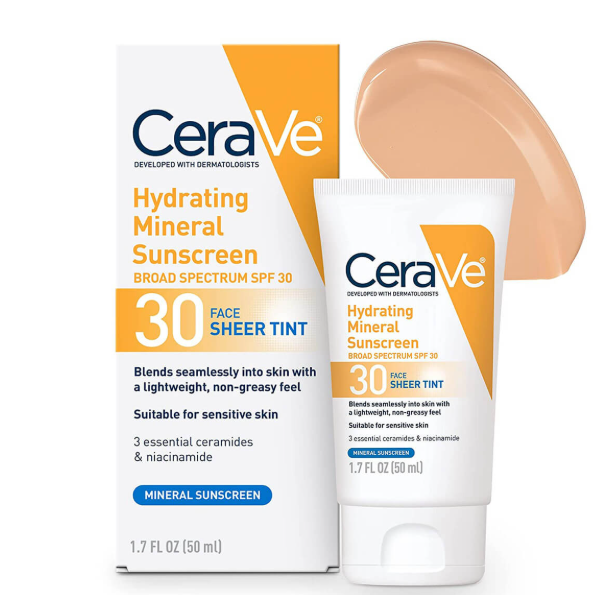 CeraVe®
DEVELOPED WITH DERMATOLOGISTS
Hydrating
Mineral
Sunscreen
BROAD SPECTRUM SPF 30
30 FACE
SHEER TINT
Blends seamlessly into skin with
a lightweight, non-greasy feel
Suitable for sensitive skin
3 essential ceramides
& niacinamide
MINERAL SUNSCREEN
1.7 FL OZ (50 ml)
CeraVe®
DEVELOPED WITH DERMATOLOGISTS
Hydrating
Mineral
Sunscreen
BROAD SPECTRUM SPF 30
30 FACE
SHEER TINT
Blends seamlessly into skin with
a lightweight, non-greasy feel
Suitable for sensitive skin
3 essential ceramides & niacinamide
MINERAL SUNSCREEN
1.7 FL OZ (50 ml)